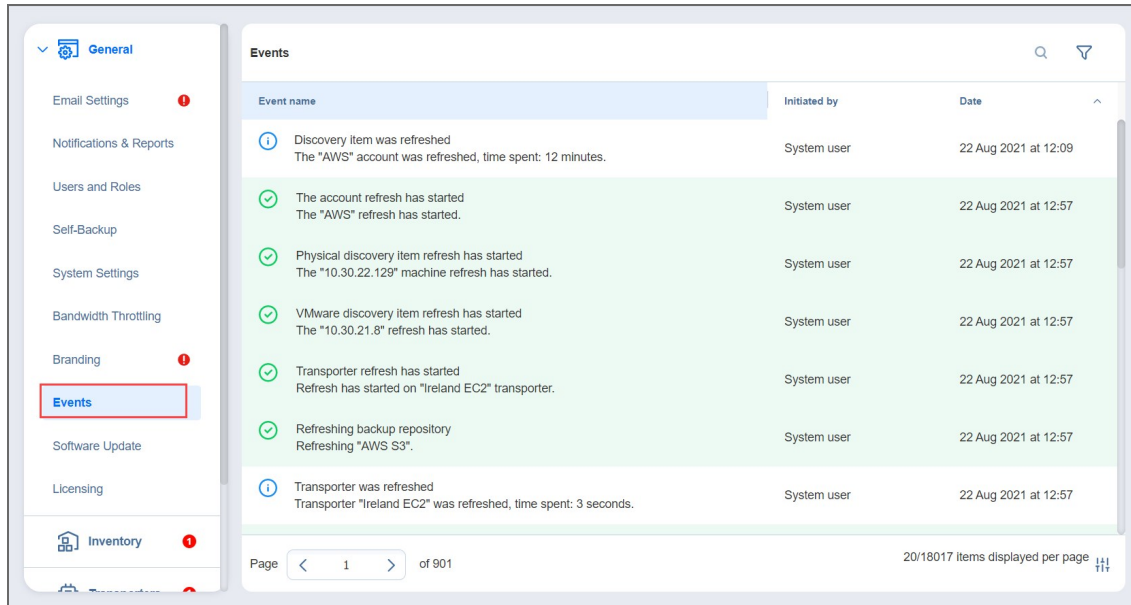 General
Email Settings
Notifications & Reports
Users and Roles
Self-Backup
System Settings
Bandwidth Throttling
Branding
Events
Software Update
Licensing
Inventory 1
Events
Event name Initiated by Date
Discovery item was refreshed
The "AWS" account was refreshed, time spent: 12 minutes.
System user 22 Aug 2021 at 12:09
The account refresh has started
The "AWS" refresh has started.
System user 22 Aug 2021 at 12:57
Physical discovery item refresh has started
The "10.30.22.129" machine refresh has started.
System user 22 Aug 2021 at 12:57
VMware discovery item refresh has started
The "10.30.21.8" refresh has started.
System user 22 Aug 2021 at 12:57
Transporter refresh has started
Refresh has started on "Ireland EC2" transporter.
System user 22 Aug 2021 at 12:57
Refreshing backup repository
Refreshing "AWS S3".
System user 22 Aug 2021 at 12:57
Transporter was refreshed
Transporter "Ireland EC2" was refreshed, time spent: 3 seconds.
System user 22 Aug 2021 at 12:57
Page 1 of 901
20/18017 items displayed per page